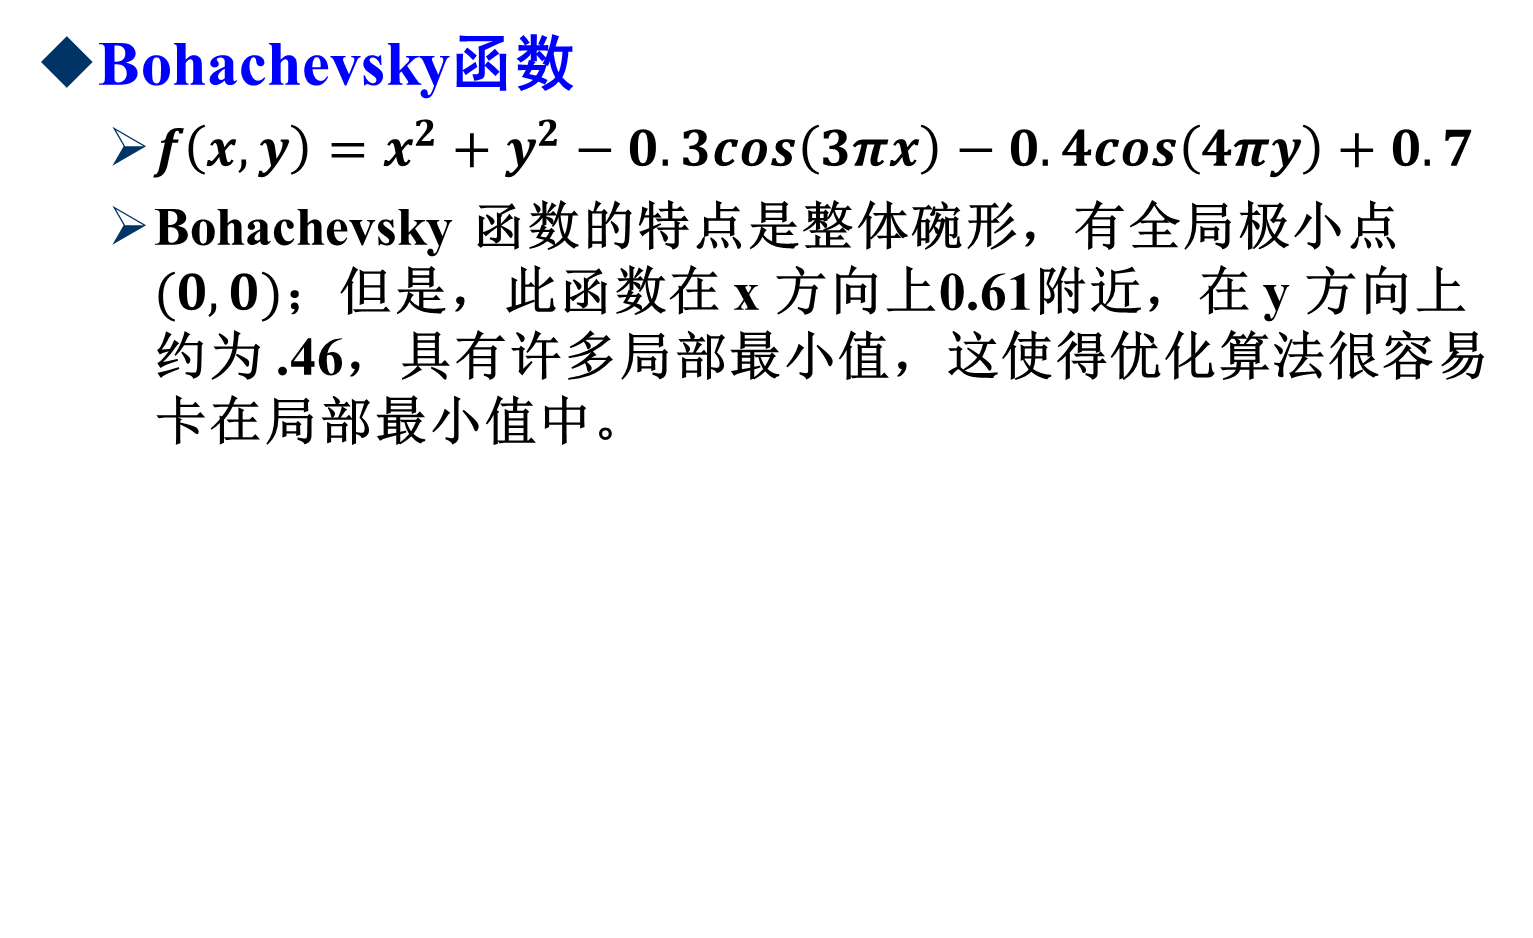 ◆Bohachevsky函数
➢f(x,y) = x² + y² − 0.3cos(3πx) − 0.4cos(4πy) + 0.7
➢Bohachevsky 函数的特点是整体碗形，有全局极小点
(0,0)；但是，此函数在 x 方向上0.61附近，在 y 方向上
约为 .46，具有许多局部最小值，这使得优化算法很容易
卡在局部最小值中。